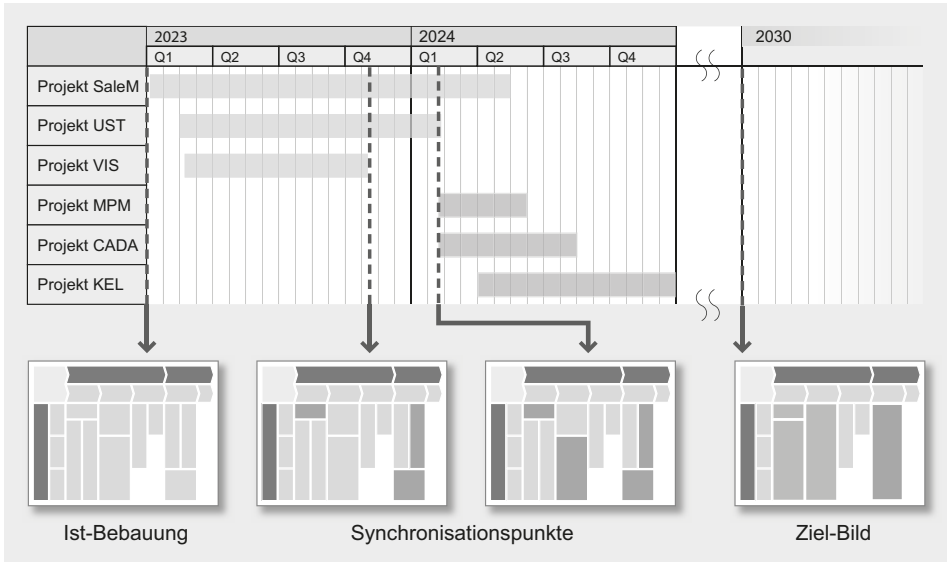 2023 2024 2030
Q1 Q2 Q3 Q4 Q1 Q2 Q3 Q4
Projekt SaleM
Projekt UST
Projekt VIS
Projekt MPM
Projekt CADA
Projekt KEL
Ist-Bebauung Synchronisationspunkte Ziel-Bild